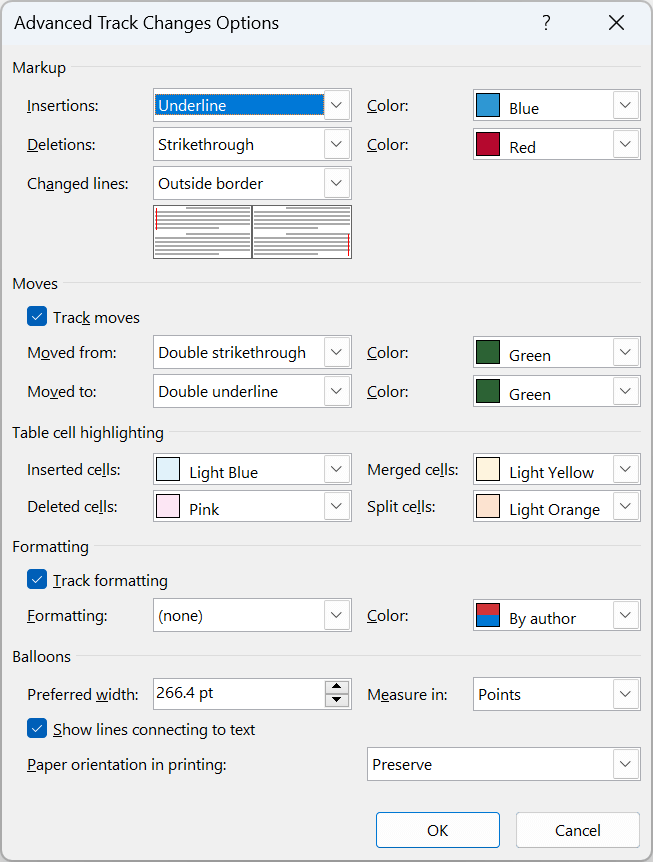 Advanced Track Changes Options ?
Markup
Insertions: Underline Color: Blue
Deletions: Strikethrough Color: Red
Changed lines: Outside border
Moves
Track moves
Moved from: Double strikethrough Color: Green
Moved to: Double underline Color: Green
Table cell highlighting
Inserted cells: Light Blue Merged cells: Light Yellow
Deleted cells: Pink Split cells: Light Orange
Formatting
Track formatting
Formatting: (none) Color: By author
Balloons
Preferred width: 266.4 pt Measure in: Points
Show lines connecting to text
Paper orientation in printing: Preserve
OK Cancel